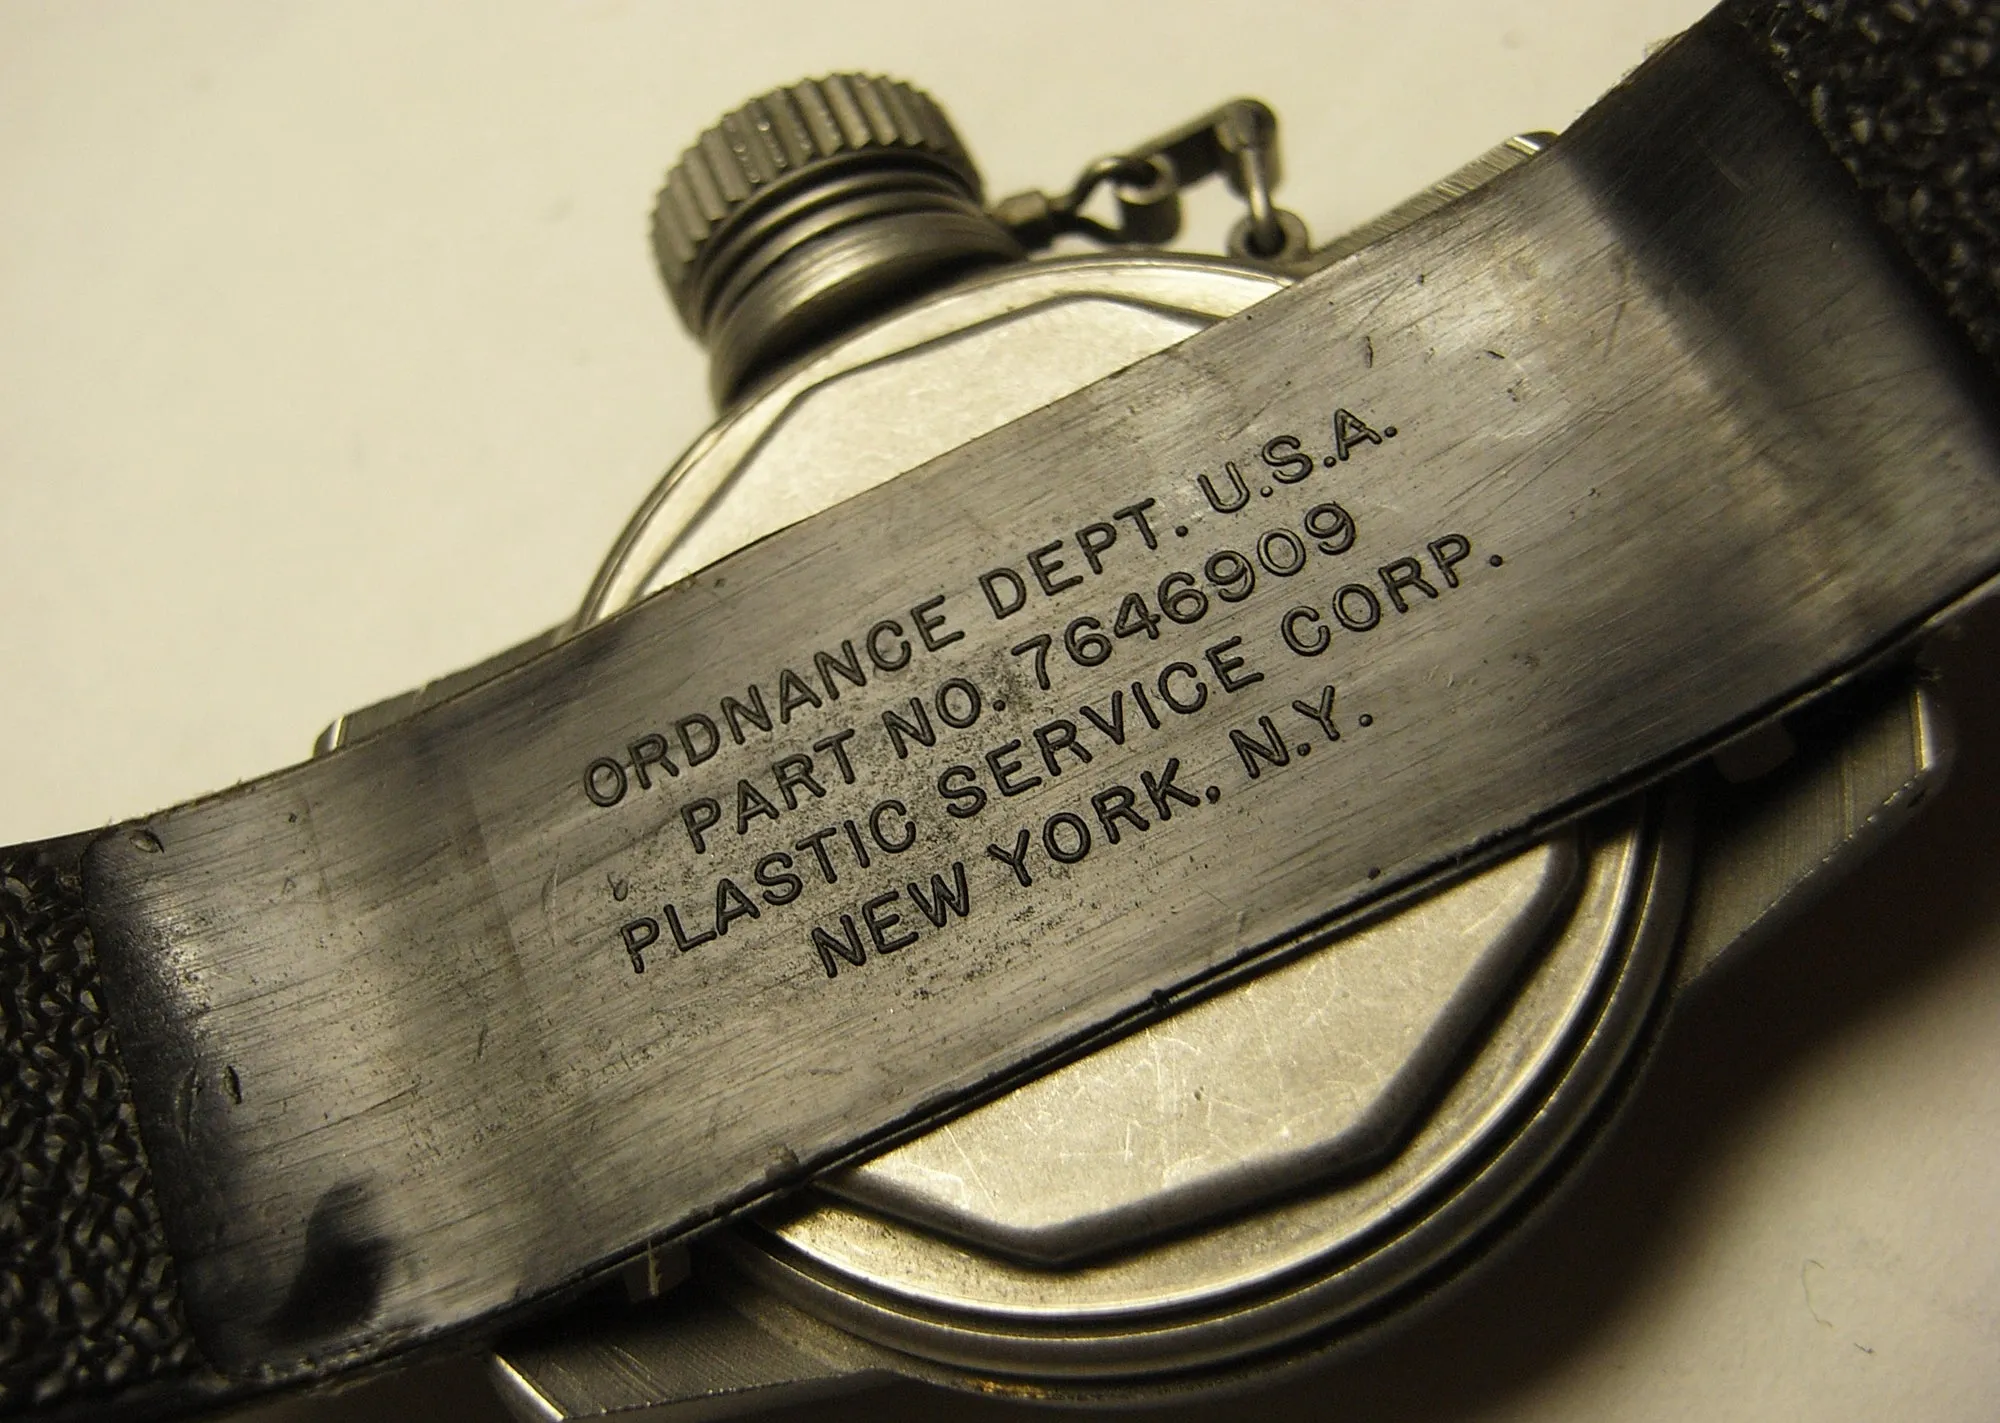 ORDNANCE DEPT. U.S.A.
PART NO. 7646909
PLASTIC SERVICE CORP.
NEW YORK, N.Y.